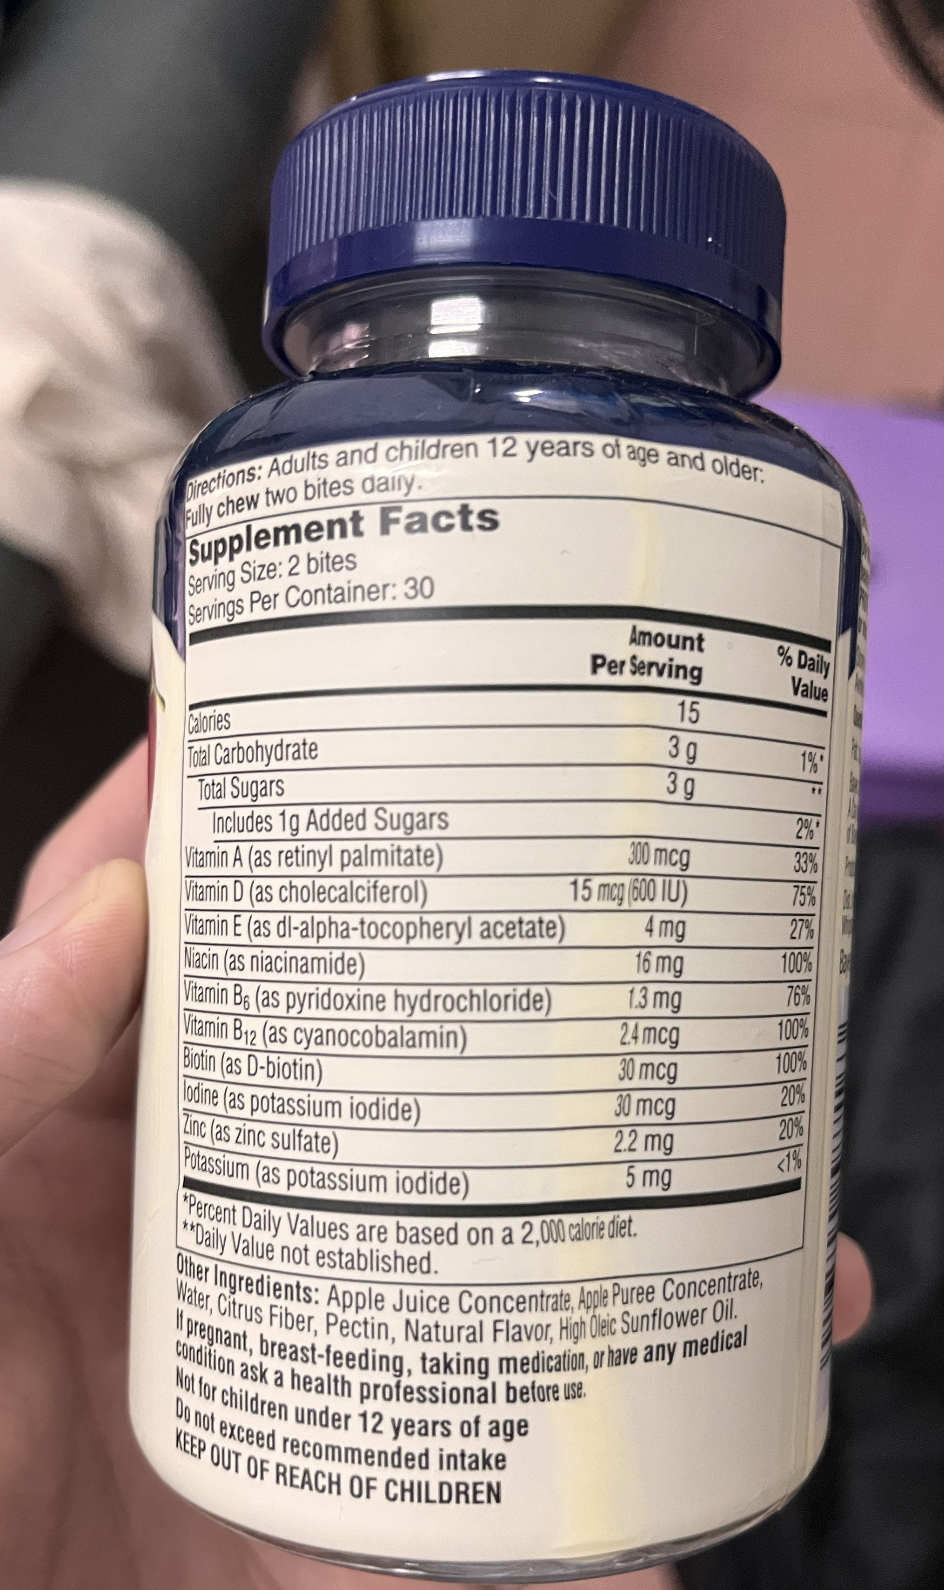 Directions: Adults and children 12 years of age and older:
Fully chew two bites daily.
Supplement Facts
Serving Size: 2 bites
Servings Per Container: 30
Amount Per Serving % Daily Value
Calories 15
Total Carbohydrate 3 g 1%*
Total Sugars 3 g **
Includes 1g Added Sugars 2%*
Vitamin A (as retinyl palmitate) 300 mcg 33%
Vitamin D (as cholecalciferol) 15 mcg (600 IU) 75%
Vitamin E (as dl-alpha-tocopheryl acetate) 4 mg 27%
Niacin (as niacinamide) 16 mg 100%
Vitamin B6 (as pyridoxine hydrochloride) 1.3 mg 76%
Vitamin B12 (as cyanocobalamin) 2.4 mcg 100%
Biotin (as D-biotin) 30 mcg 100%
Iodine (as potassium iodide) 30 mcg 20%
Zinc (as zinc sulfate) 2.2 mg 20%
Potassium (as potassium iodide) 5 mg <1%
*Percent Daily Values are based on a 2,000 calorie diet.
**Daily Value not established.
Other Ingredients: Apple Juice Concentrate, Apple Puree Concentrate,
Water, Citrus Fiber, Pectin, Natural Flavor, High Oleic Sunflower Oil.
If pregnant, breast-feeding, taking medication, or have any medical
condition ask a health professional before use.
Not for children under 12 years of age
Do not exceed recommended intake
KEEP OUT OF REACH OF CHILDREN